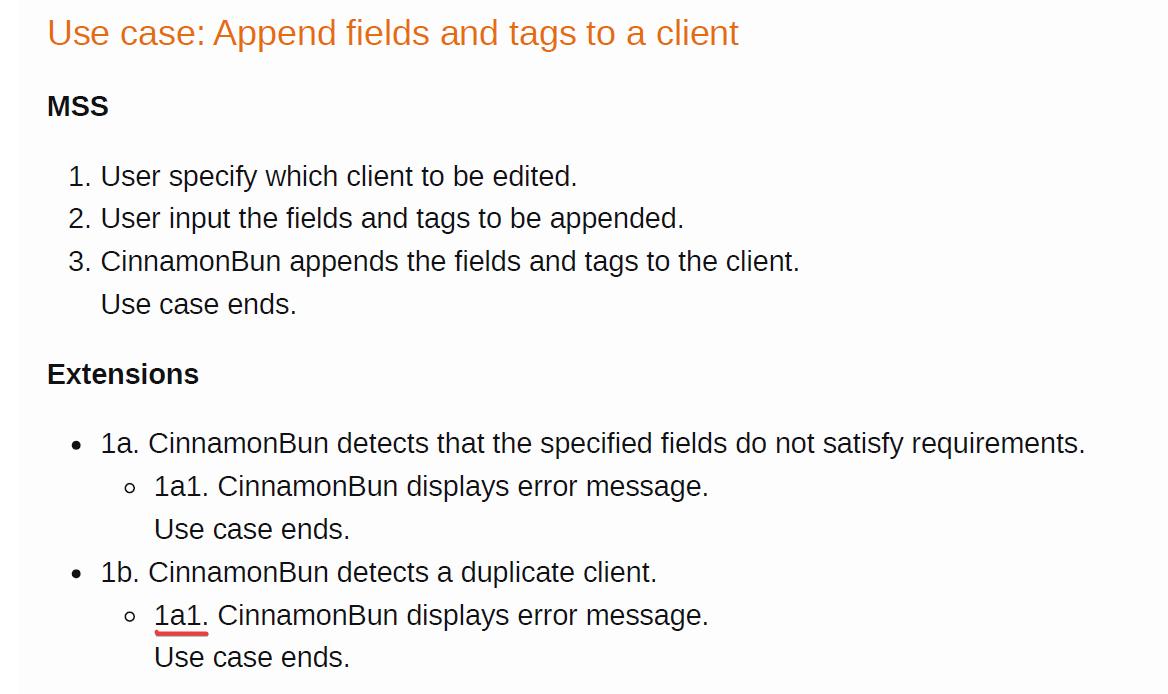 Use case: Append fields and tags to a client
MSS
1. User specify which client to be edited.
2. User input the fields and tags to be appended.
3. CinnamonBun appends the fields and tags to the client.
Use case ends.
Extensions
• 1a. CinnamonBun detects that the specified fields do not satisfy requirements.
◦ 1a1. CinnamonBun displays error message.
Use case ends.
• 1b. CinnamonBun detects a duplicate client.
◦ 1a1. CinnamonBun displays error message.
Use case ends.